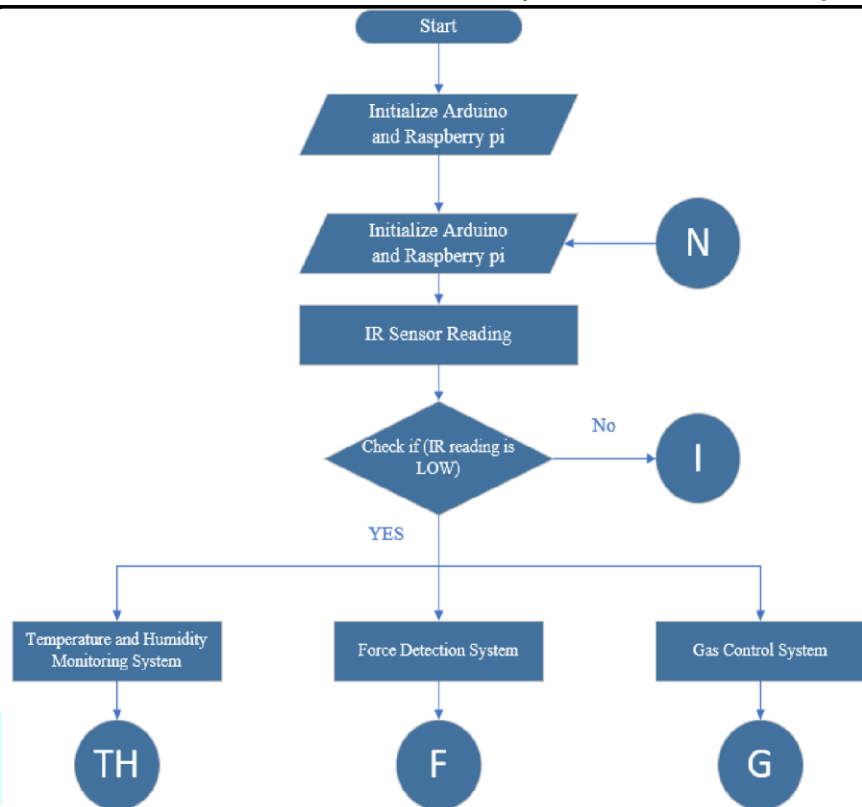 Start
Initialize Arduino
and Raspberry pi
Initialize Arduino
and Raspberry pi
N
IR Sensor Reading
Check if (IR reading is
LOW)
No
I
YES
Temperature and Humidity
Monitoring System
Force Detection System
Gas Control System
TH
F
G